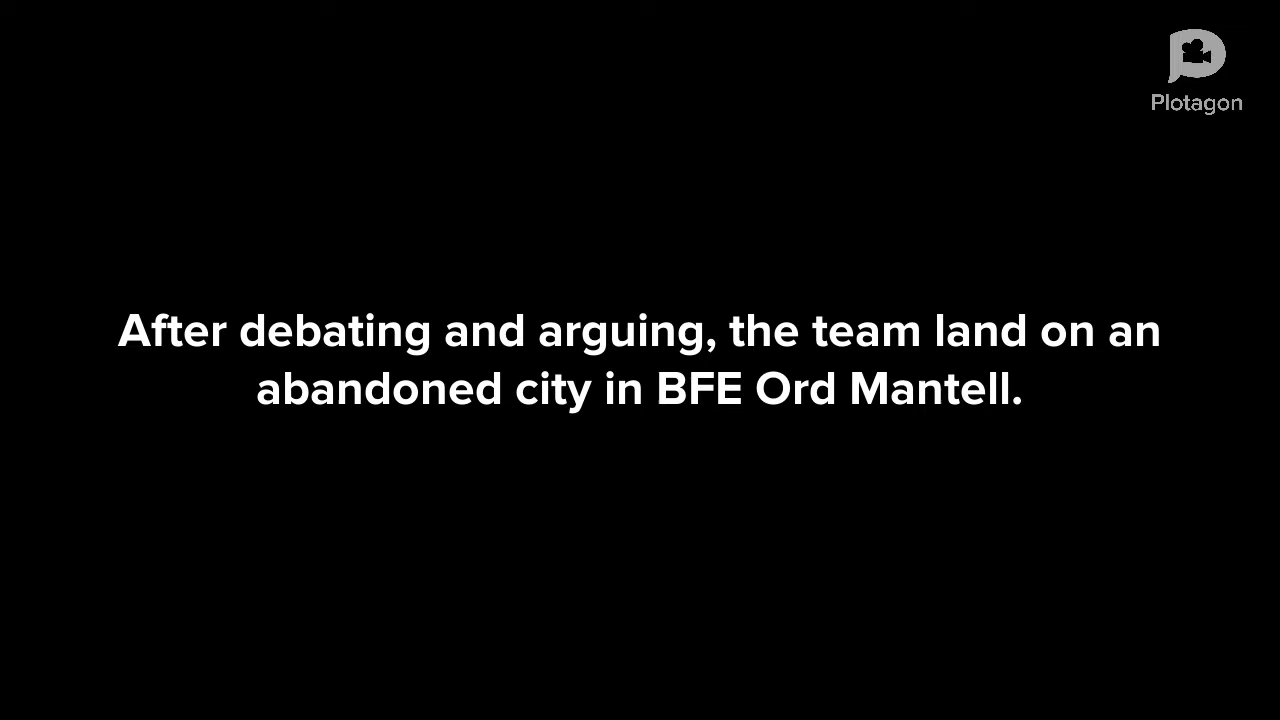 Plotagon
After debating and arguing, the team land on an
abandoned city in BFE Ord Mantell.